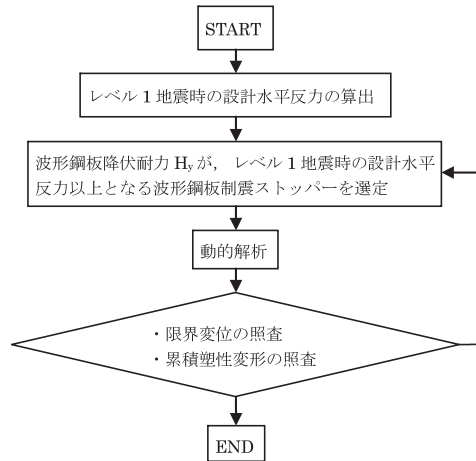 START
レベル1地震時の設計水平反力の算出
波形鋼板降伏耐力Hyが，レベル1地震時の設計水平
反力以上となる波形鋼板制震ストッパーを選定
動的解析
・限界変位の照査
・累積塑性変形の照査
END